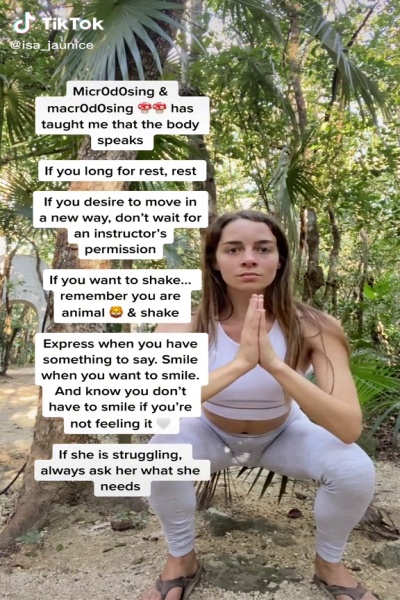 TikTok
@isa_jaunice
Micr0d0sing &
macr0d0sing 🍄🍄 has
taught me that the body
speaks
If you long for rest, rest
If you desire to move in
a new way, don't wait for
an instructor's
permission
If you want to shake...
remember you are
animal 🦁 & shake
Express when you have
something to say. Smile
when you want to smile.
And know you don't
have to smile if you're
not feeling it 🤍
If she is struggling,
always ask her what she
needs